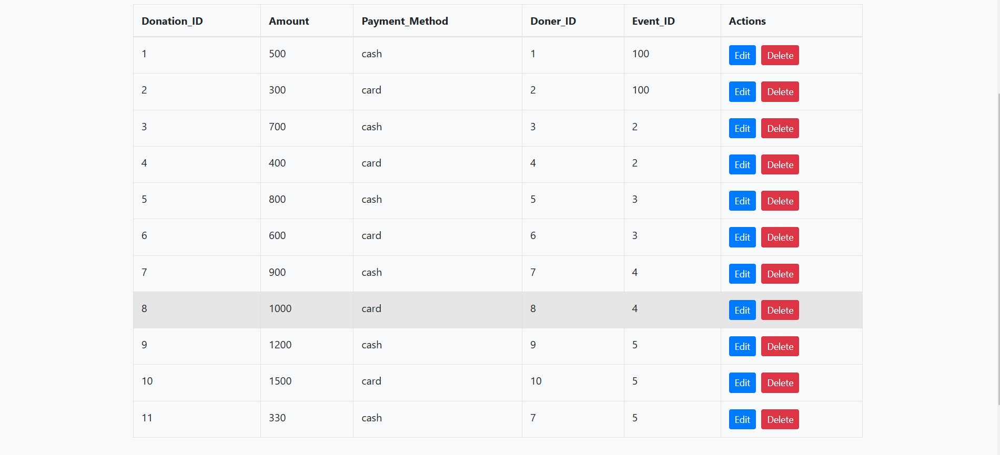 Donation_ID Amount Payment_Method Doner_ID Event_ID Actions
1 500 cash 1 100 Edit Delete
2 300 card 2 100 Edit Delete
3 700 cash 3 2 Edit Delete
4 400 card 4 2 Edit Delete
5 800 cash 5 3 Edit Delete
6 600 card 6 3 Edit Delete
7 900 cash 7 4 Edit Delete
8 1000 card 8 4 Edit Delete
9 1200 cash 9 5 Edit Delete
10 1500 card 10 5 Edit Delete
11 330 cash 7 5 Edit Delete